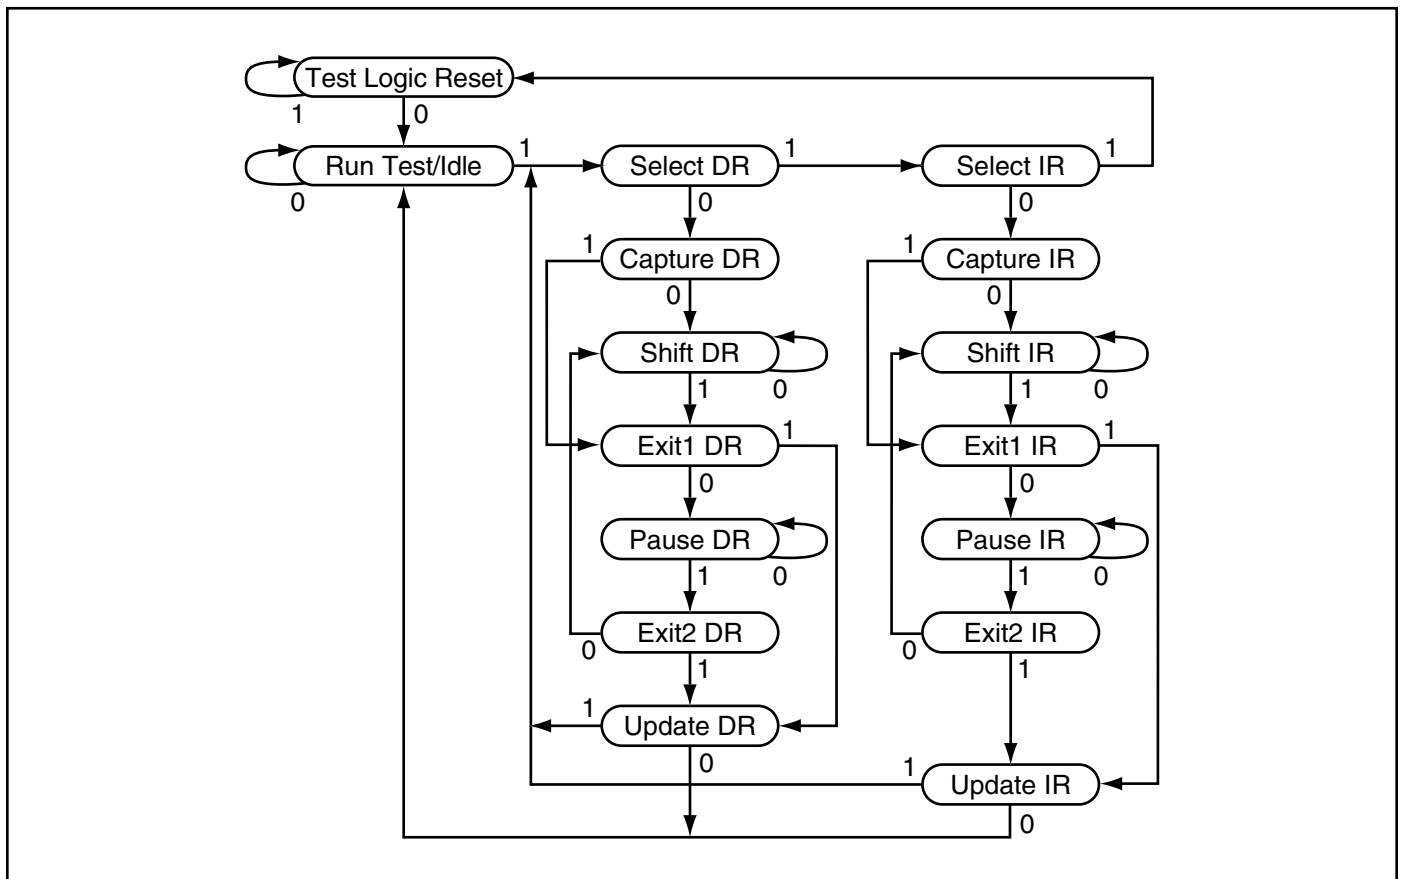 Test Logic Reset
1 0
Run Test/Idle 1 Select DR 1 Select IR 1
0 0 0
1 Capture DR 1 Capture IR
0 0
Shift DR Shift IR
1 0 1 0
Exit1 DR 1 Exit1 IR 1
0 0
Pause DR Pause IR
1 0 1 0
Exit2 DR Exit2 IR
0 1 0 1
1 Update DR
0 1 Update IR
0